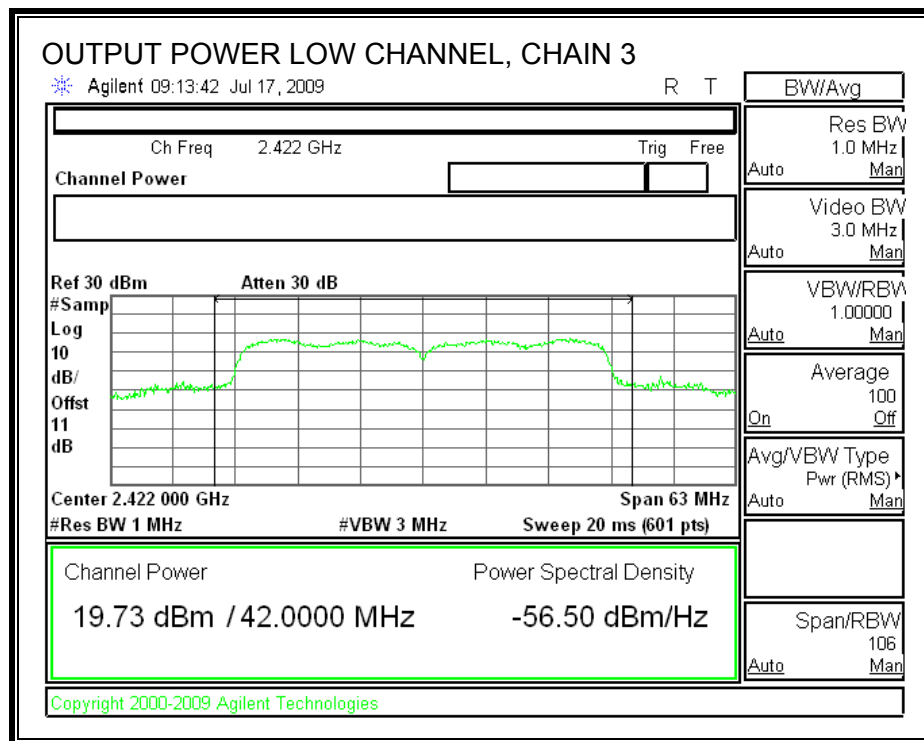 OUTPUT POWER LOW CHANNEL, CHAIN 3
Agilent 09:13:42 Jul 17, 2009 R T
Ch Freq 2.422 GHz Trig Free
Channel Power
Ref 30 dBm Atten 30 dB
#Samp
Log
10
dB/
Offst
11
dB
Center 2.422 000 GHz Span 63 MHz
#Res BW 1 MHz #VBW 3 MHz Sweep 20 ms (601 pts)
Channel Power Power Spectral Density
19.73 dBm / 42.0000 MHz -56.50 dBm/Hz
Copyright 2000-2009 Agilent Technologies
BW/Avg
Res BW
1.0 MHz
Auto Man
Video BW
3.0 MHz
Auto Man
VBW/RBW
1.00000
Auto Man
Average
100
On Off
Avg/VBW Type
Pwr (RMS)
Auto Man
Span/RBW
106
Auto Man